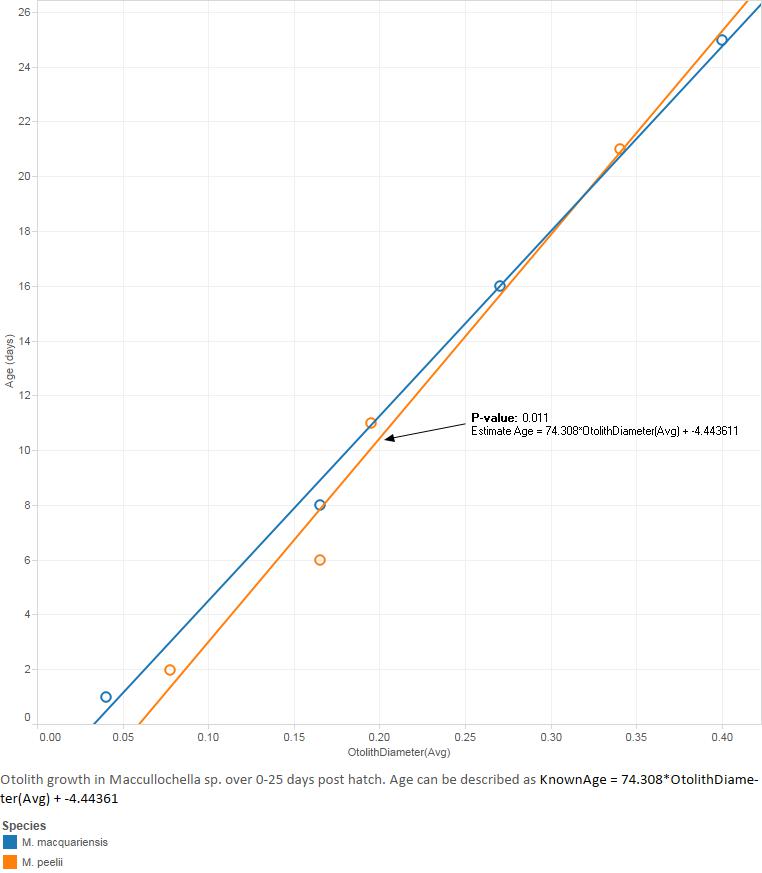 26
24
22
20
18
16
14
12
10
8
6
4
2
0
Age (days)
P-value: 0.011
Estimate Age = 74.308*OtolithDiameter(Avg) + -4.443611
0.00 0.05 0.10 0.15 0.20 0.25 0.30 0.35 0.40
OtolithDiameter(Avg)
Otolith growth in Maccullochella sp. over 0-25 days post hatch. Age can be described as KnownAge = 74.308*OtolithDiame-
ter(Avg) + -4.44361
Species
M. macquariensis
M. peelii